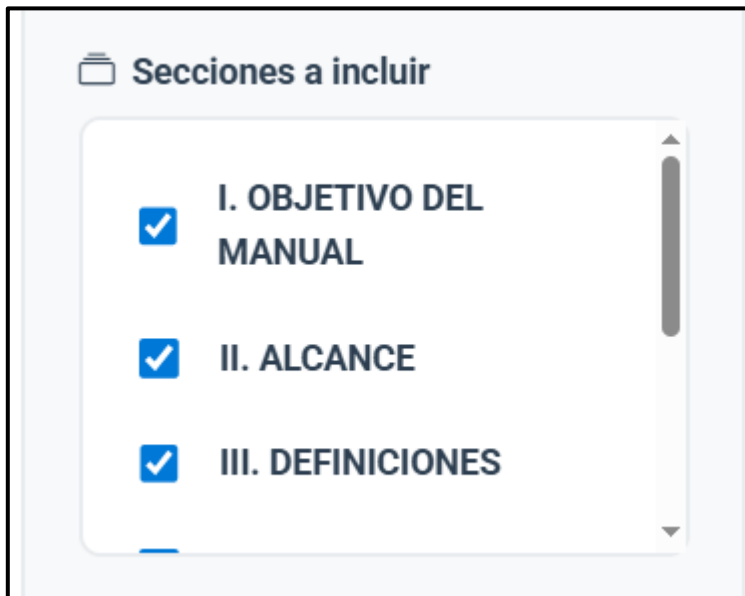 Secciones a incluir
I. OBJETIVO DEL
MANUAL
II. ALCANCE
III. DEFINICIONES